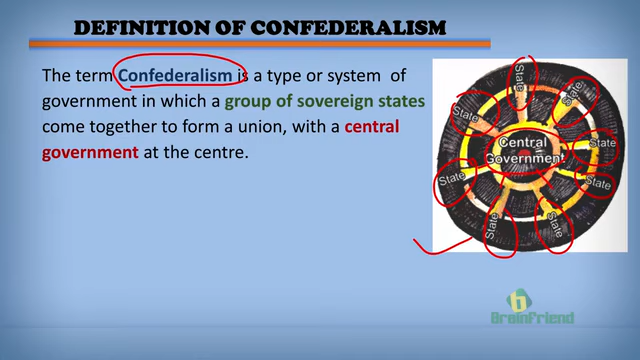 DEFINITION OF CONFEDERALISM
The term Confederalism is a type or system of
government in which a group of sovereign states
come together to form a union, with a central
government at the centre.
State
State
State
State
Central
Government
State
State
State
State
b
BrainFriend